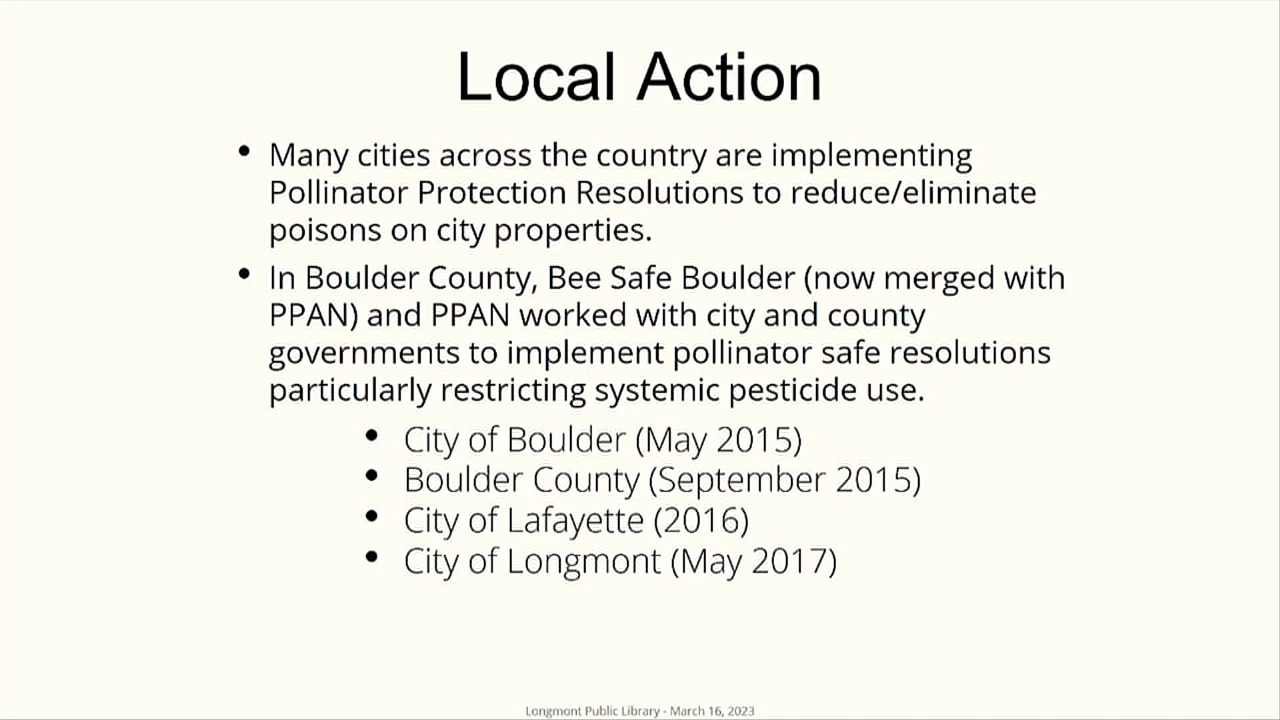 Local Action
• Many cities across the country are implementing
Pollinator Protection Resolutions to reduce/eliminate
poisons on city properties.
• In Boulder County, Bee Safe Boulder (now merged with
PPAN) and PPAN worked with city and county
governments to implement pollinator safe resolutions
particularly restricting systemic pesticide use.
• City of Boulder (May 2015)
• Boulder County (September 2015)
• City of Lafayette (2016)
• City of Longmont (May 2017)
Longmont Public Library - March 16, 2023